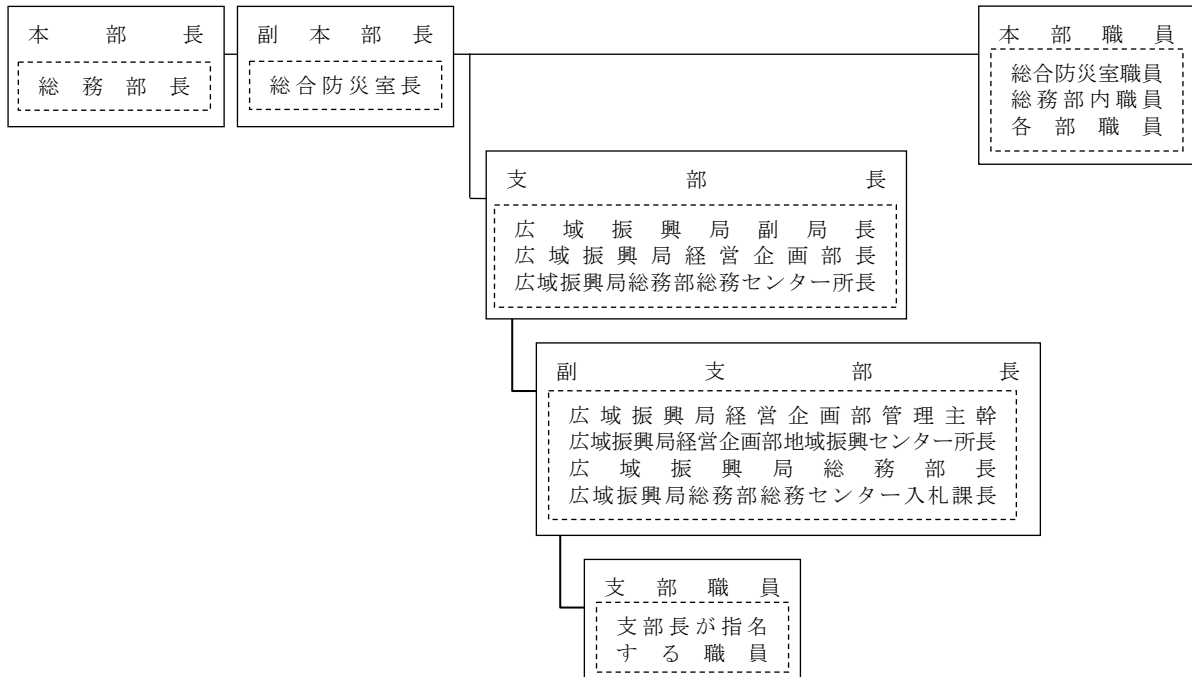 本部長
総務部長
副本部長
総合防災室長
本部職員
総合防災室職員
総務部内職員
各部職員
支部長
広域振興局副局長
広域振興局経営企画部長
広域振興局総務部総務センター所長
副支部長
広域振興局経営企画部管理主幹
広域振興局経営企画部地域振興センター所長
広域振興局総務部長
広域振興局総務部総務センター入札課長
支部職員
支部長が指名
する職員